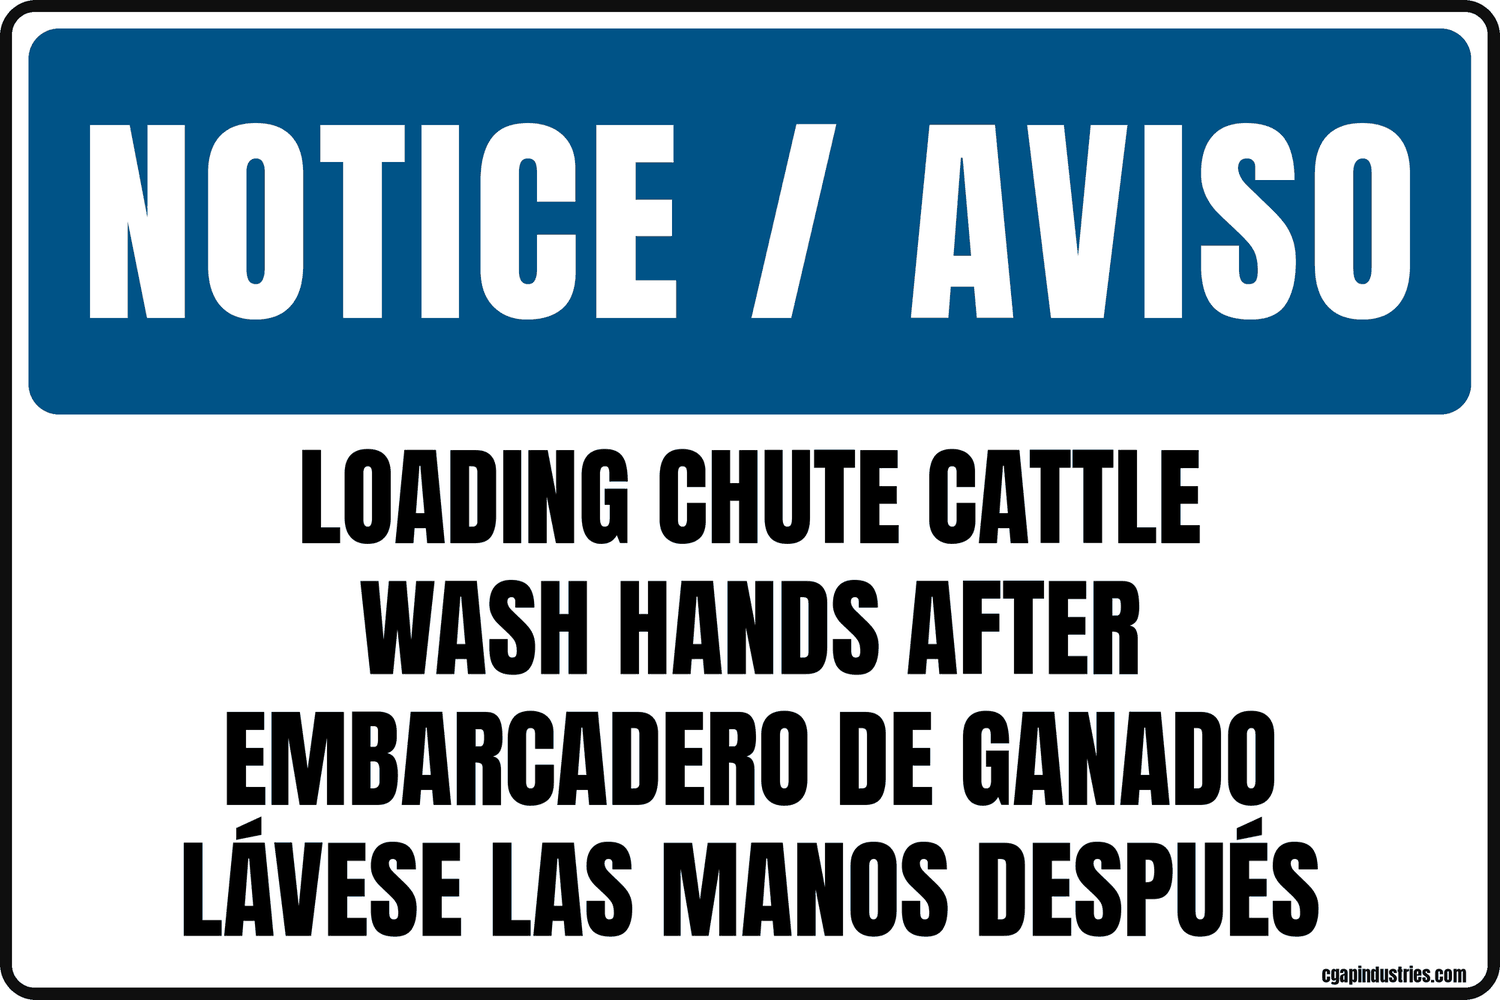 NOTICE / AVISO
LOADING CHUTE CATTLE
WASH HANDS AFTER
EMBARCADERO DE GANADO
LÁVESE LAS MANOS DESPUÉS
cgapindustries.com